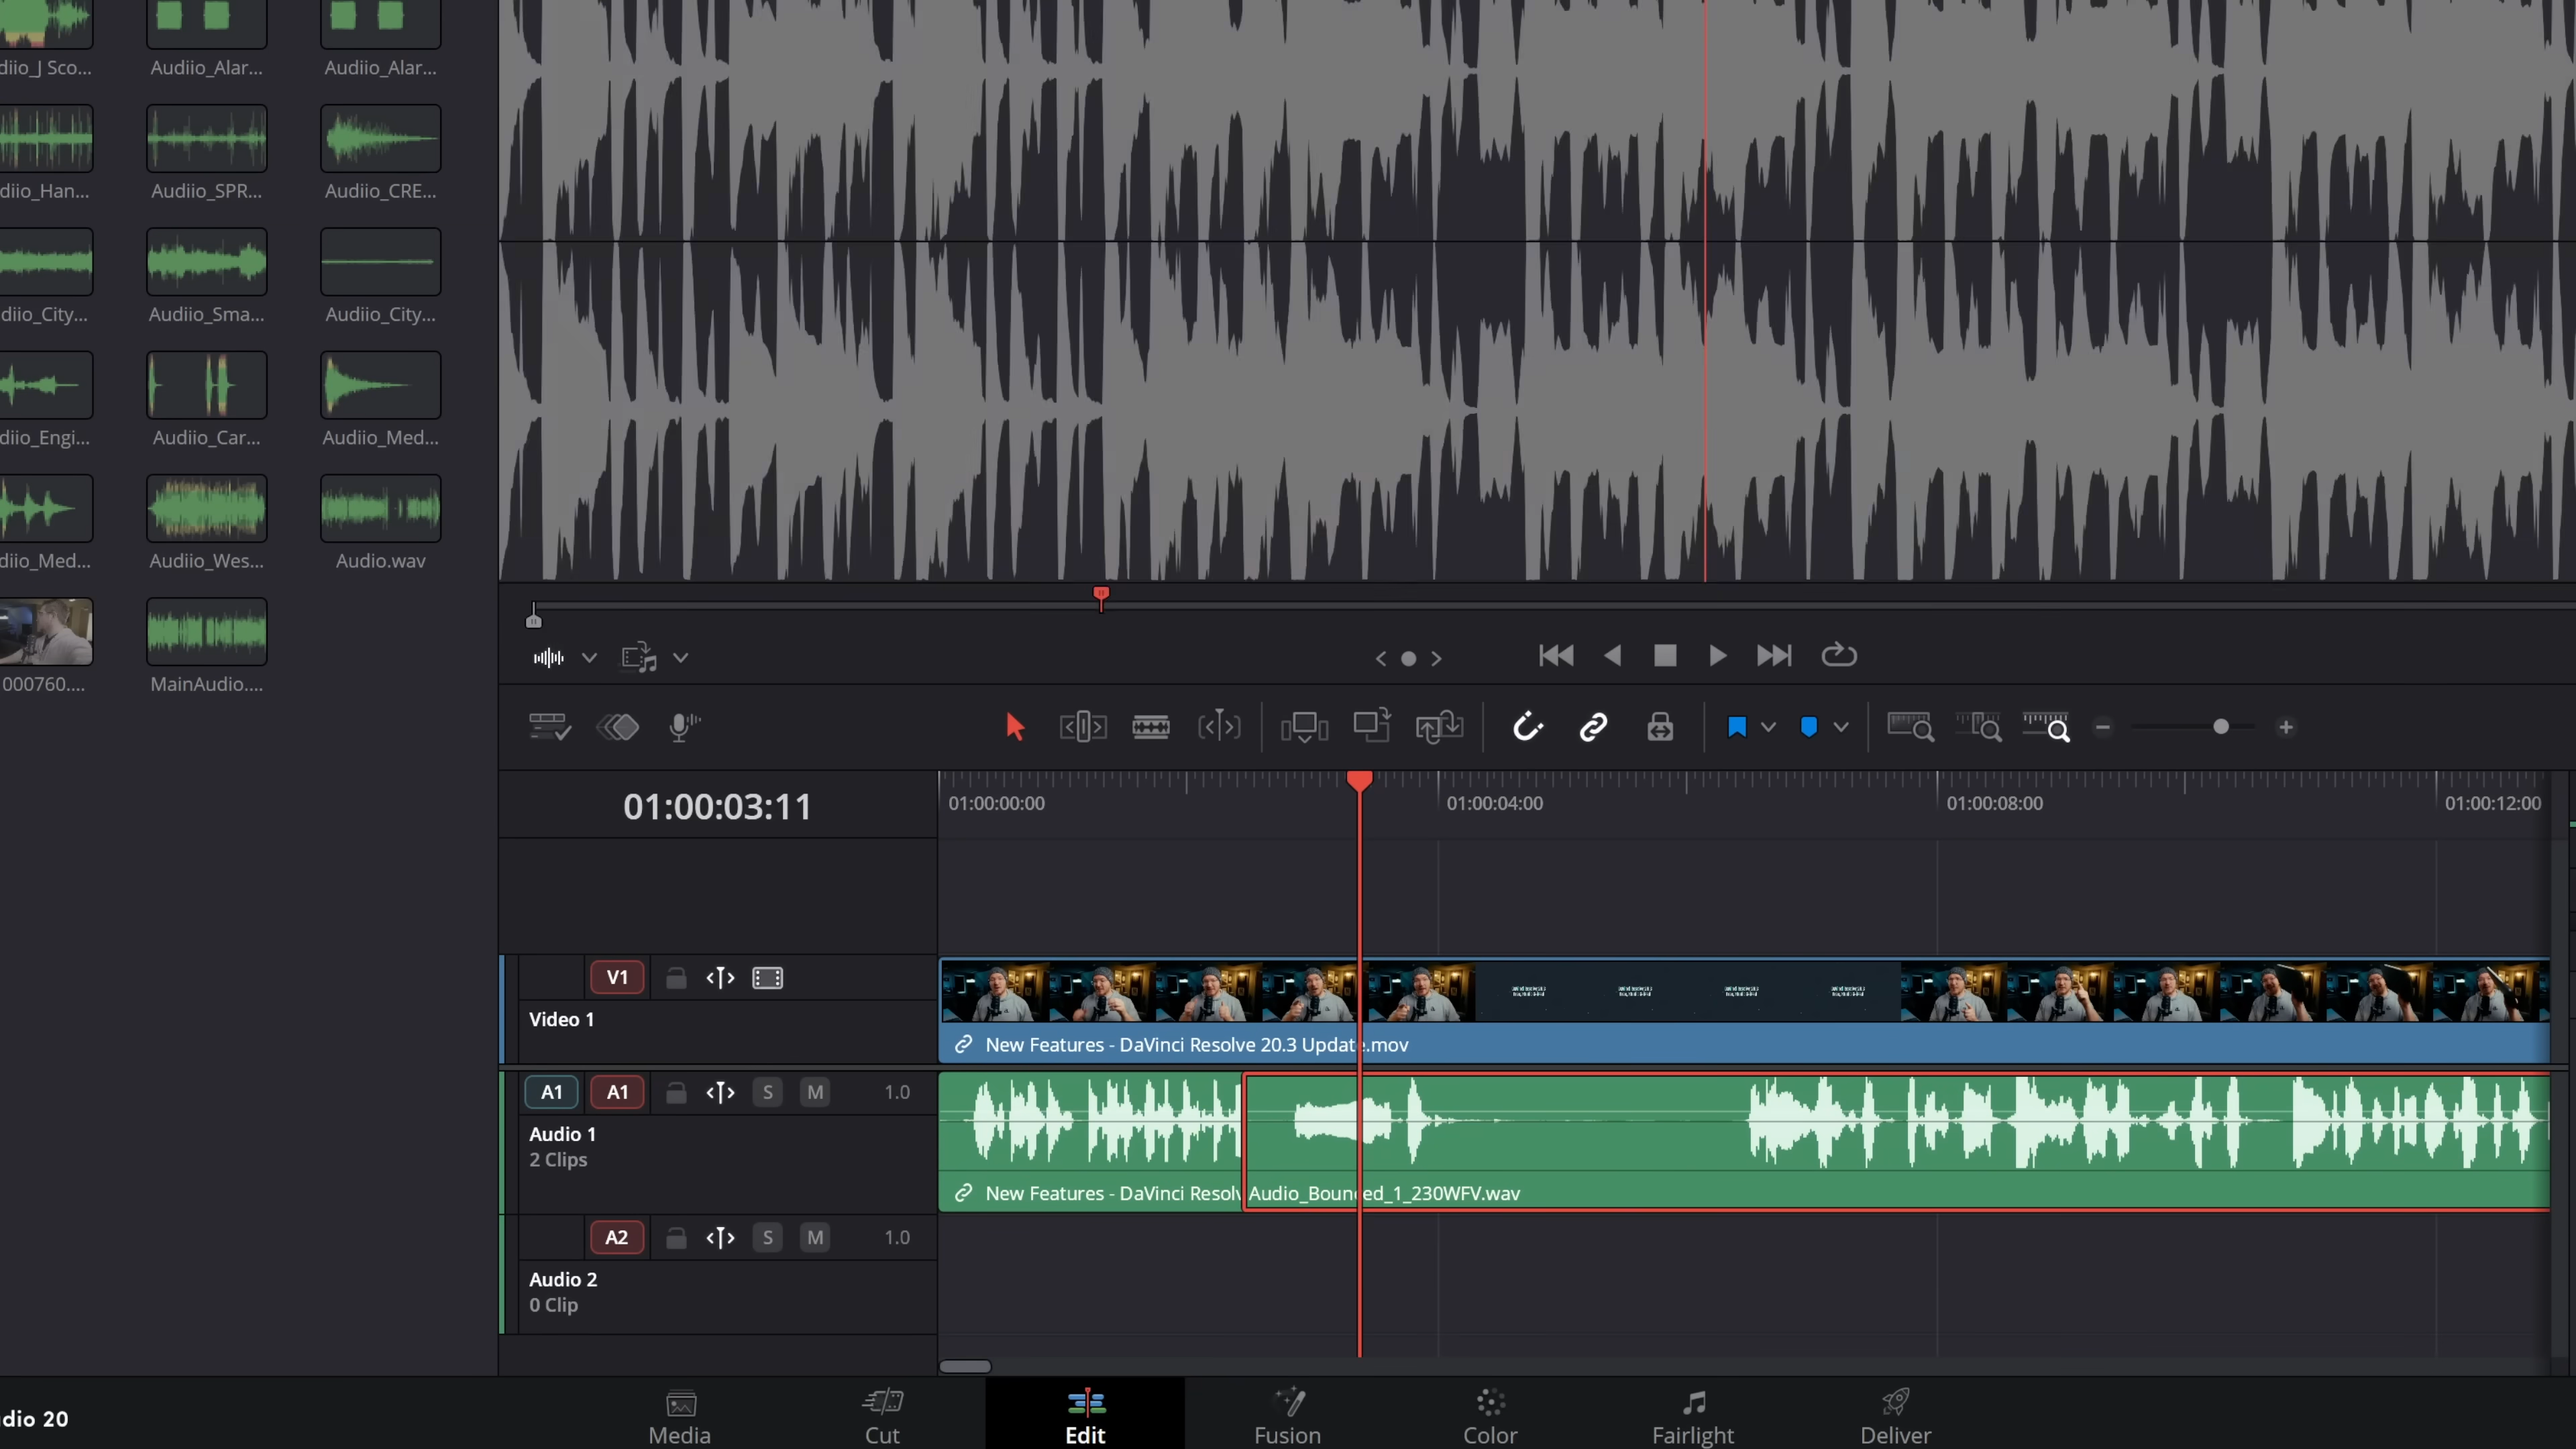 diio_J Sco... Audiio_Alar... Audiio_Alar...
diio_Han... Audiio_SPR... Audiio_CRE...
diio_City... Audiio_Sma... Audiio_City...
diio_Engi... Audiio_Car... Audiio_Med...
diio_Med... Audiio_Wes... Audio.wav
000760.... MainAudio....
01:00:03:11
01:00:00:00 01:00:04:00 01:00:08:00 01:00:12:00
V1
Video 1
New Features - DaVinci Resolve 20.3 Update.mov
A1 A1 S M 1.0
Audio 1
2 Clips
New Features - DaVinci Resolv Audio_Bounced_1_230WFV.wav
A2 S M 1.0
Audio 2
0 Clip
dio 20
Media Cut Edit Fusion Color Fairlight Deliver